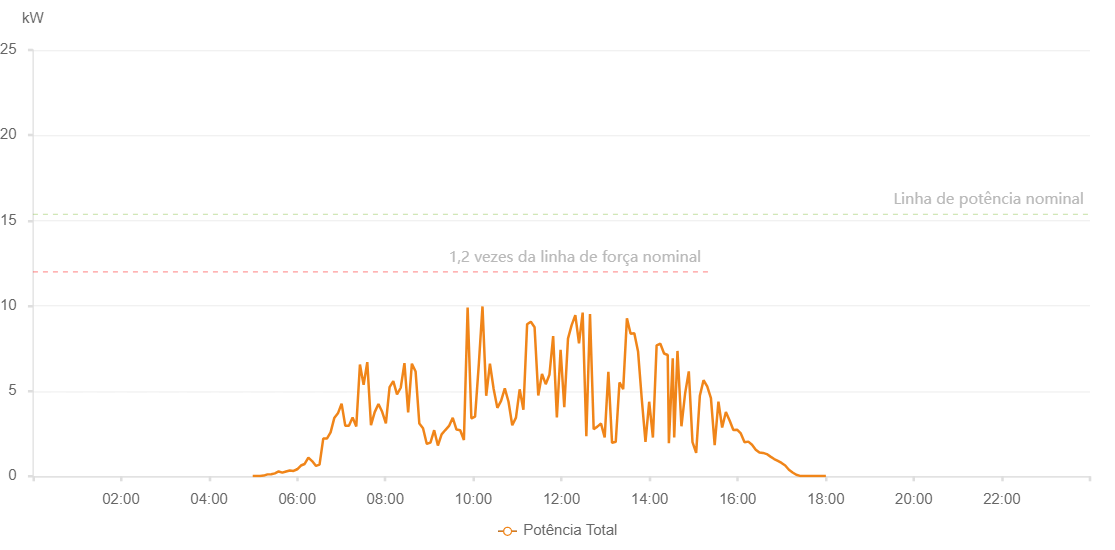 kW
25
20
Linha de potência nominal
15
1,2 vezes da linha de força nominal
10
5
0
02:00 04:00 06:00 08:00 10:00 12:00 14:00 16:00 18:00 20:00 22:00
Potência Total